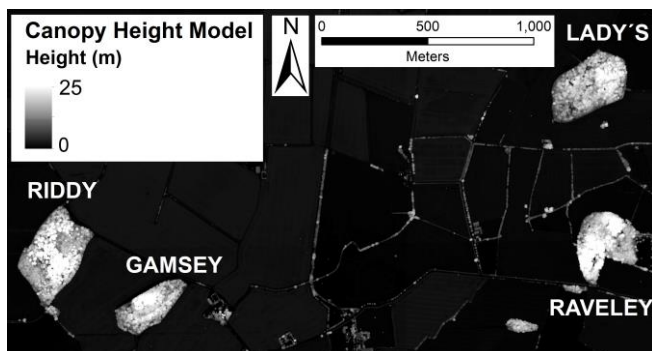 Canopy Height Model
Height (m)
25
0
N
0 500 1,000
Meters
LADY´S
RIDDY
GAMSEY
RAVELEY